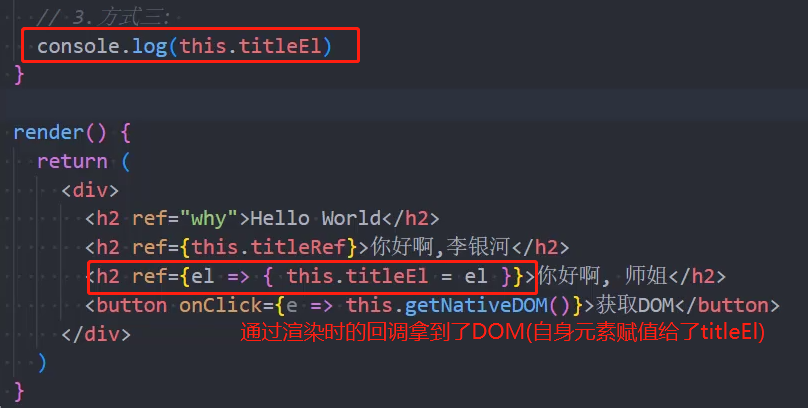 // 3.方式三:
console.log(this.titleEl)
}
render() {
return (
<div>
<h2 ref="why">Hello World</h2>
<h2 ref={this.titleRef}>你好啊,李银河</h2>
<h2 ref={el => { this.titleEl = el }}>你好啊, 师姐</h2>
<button onClick={e => this.getNativeDOM()}>获取DOM</button>
</div>
通过渲染时的回调拿到了DOM(自身元素赋值给了titleEl)
)
}